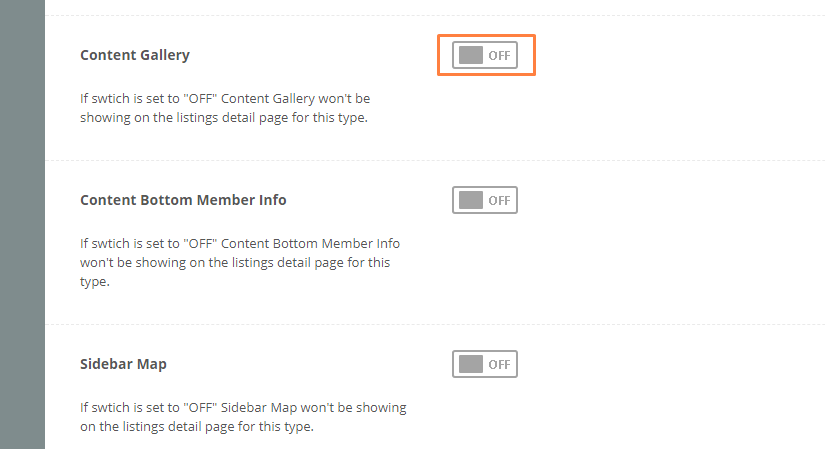 Content Gallery
OFF
If swtich is set to "OFF" Content Gallery won't be
showing on the listings detail page for this type.
Content Bottom Member Info
OFF
If swtich is set to "OFF" Content Bottom Member Info
won't be showing on the listings detail page for this
type.
Sidebar Map
OFF
If swtich is set to "OFF" Sidebar Map won't be showing
on the listings detail page for this type.